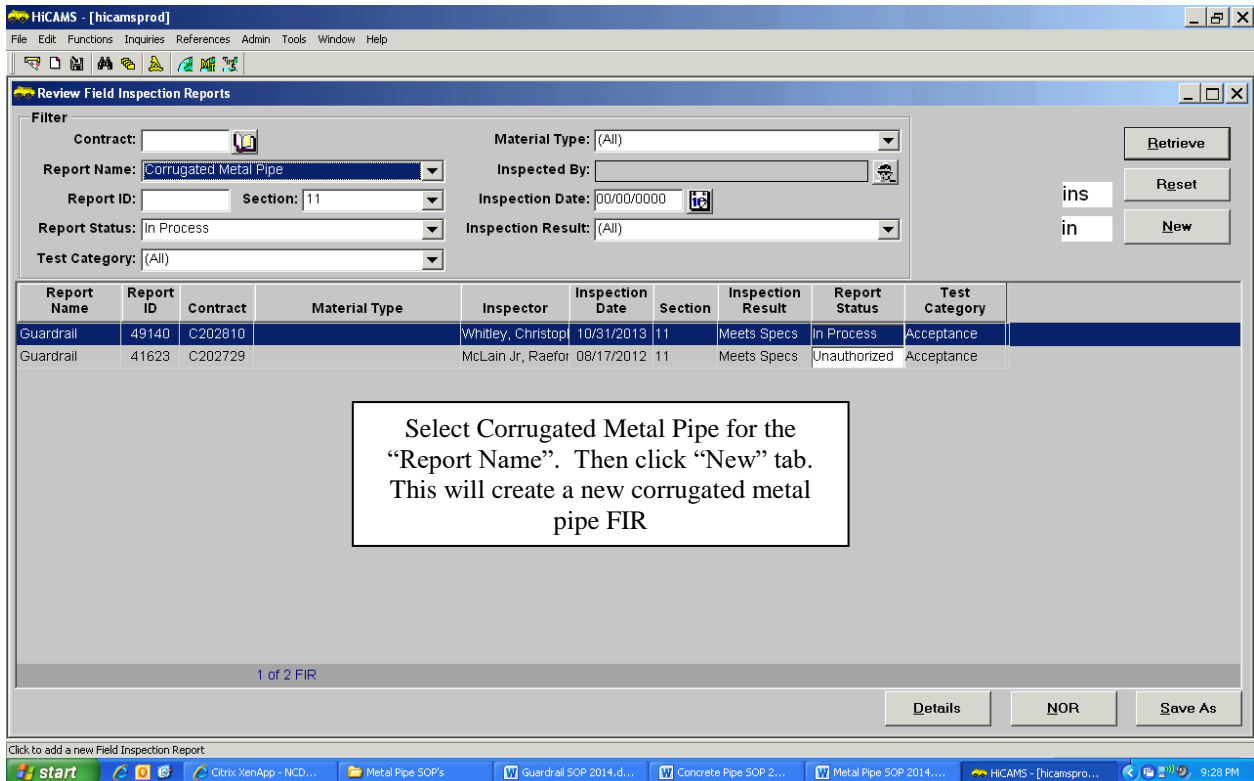 HiCAMS - [hicamsprod]
File Edit Functions Inquiries References Admin Tools Window Help
Review Field Inspection Reports
Filter
Contract: Material Type: (All) Retrieve
Report Name: Corrugated Metal Pipe Inspected By:
Report ID: Section: 11 Inspection Date: 00/00/0000 ins Reset
Report Status: In Process Inspection Result: (All) in New
Test Category: (All)
Report Name Report ID Contract Material Type Inspector Inspection Date Section Inspection Result Report Status Test Category
Guardrail 49140 C202810 Whitley, Christopl 10/31/2013 11 Meets Specs In Process Acceptance
Guardrail 41623 C202729 McLain Jr, Raefor 08/17/2012 11 Meets Specs Unauthorized Acceptance
Select Corrugated Metal Pipe for the
“Report Name”. Then click “New” tab.
This will create a new corrugated metal
pipe FIR
1 of 2 FIR
Details NOR Save As
Click to add a new Field Inspection Report
start Citrix XenApp - NCD... Metal Pipe SOP's Guardrail SOP 2014.d... Concrete Pipe SOP 2... Metal Pipe SOP 2014.... HiCAMS - [hicamspro... 9:28 PM